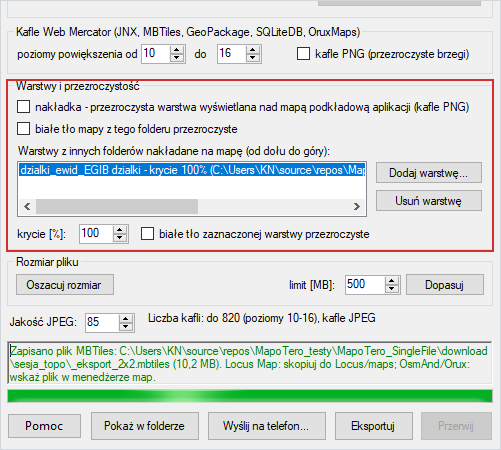 Kafle Web Mercator (JNX, MBTiles, GeoPackage, SQLiteDB, OruxMaps)
poziomy powiększenia od 10 do 16 kafle PNG (przezroczyste brzegi)
Warstwy i przezroczystość
nakładka - przezroczysta warstwa wyświetlana nad mapą podkładową aplikacji (kafle PNG)
białe tło mapy z tego folderu przezroczyste
Warstwy z innych folderów nakładane na mapę (od dołu do góry):
dzialki_ewid_EGIB dzialki - krycie 100% (C:\Users\KN\source\repos\Map
Dodaj warstwę...
Usuń warstwę
krycie [%]: 100 białe tło zaznaczonej warstwy przezroczyste
Rozmiar pliku
Oszacuj rozmiar limit [MB]: 500 Dopasuj
Jakość JPEG: 85 Liczba kafli: do 820 (poziomy 10-16), kafle JPEG
Zapisano plik MBTiles: C:\Users\KN\source\repos\MapoTero_testy\MapoTero_SingleFile\download
\sesja_topo\_eksport_2x2.mbtiles (10,2 MB). Locus Map: skopiuj do Locus/maps; OsmAnd/Orux:
wskaż plik w menedżerze map.
Pomoc Pokaż w folderze Wyślij na telefon... Eksportuj Przerwij